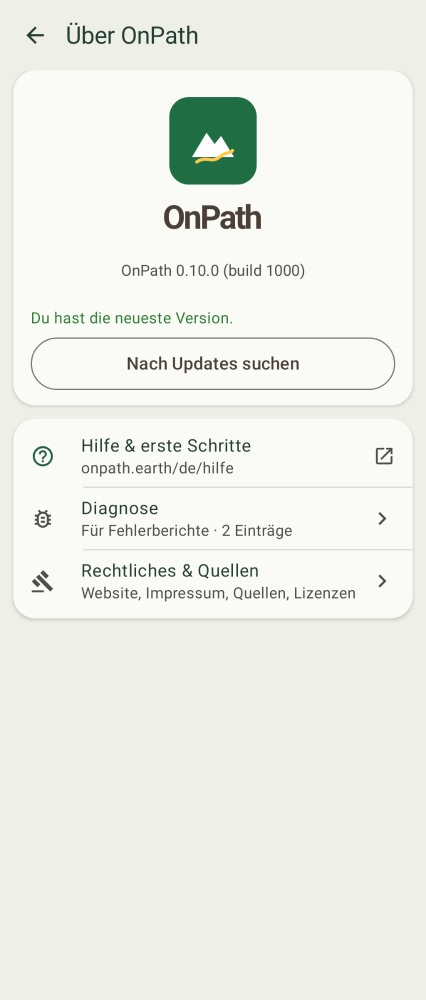 Über OnPath
OnPath
OnPath 0.10.0 (build 1000)
Du hast die neueste Version.
Nach Updates suchen
Hilfe & erste Schritte
onpath.earth/de/hilfe
Diagnose
Für Fehlerberichte · 2 Einträge
Rechtliches & Quellen
Website, Impressum, Quellen, Lizenzen